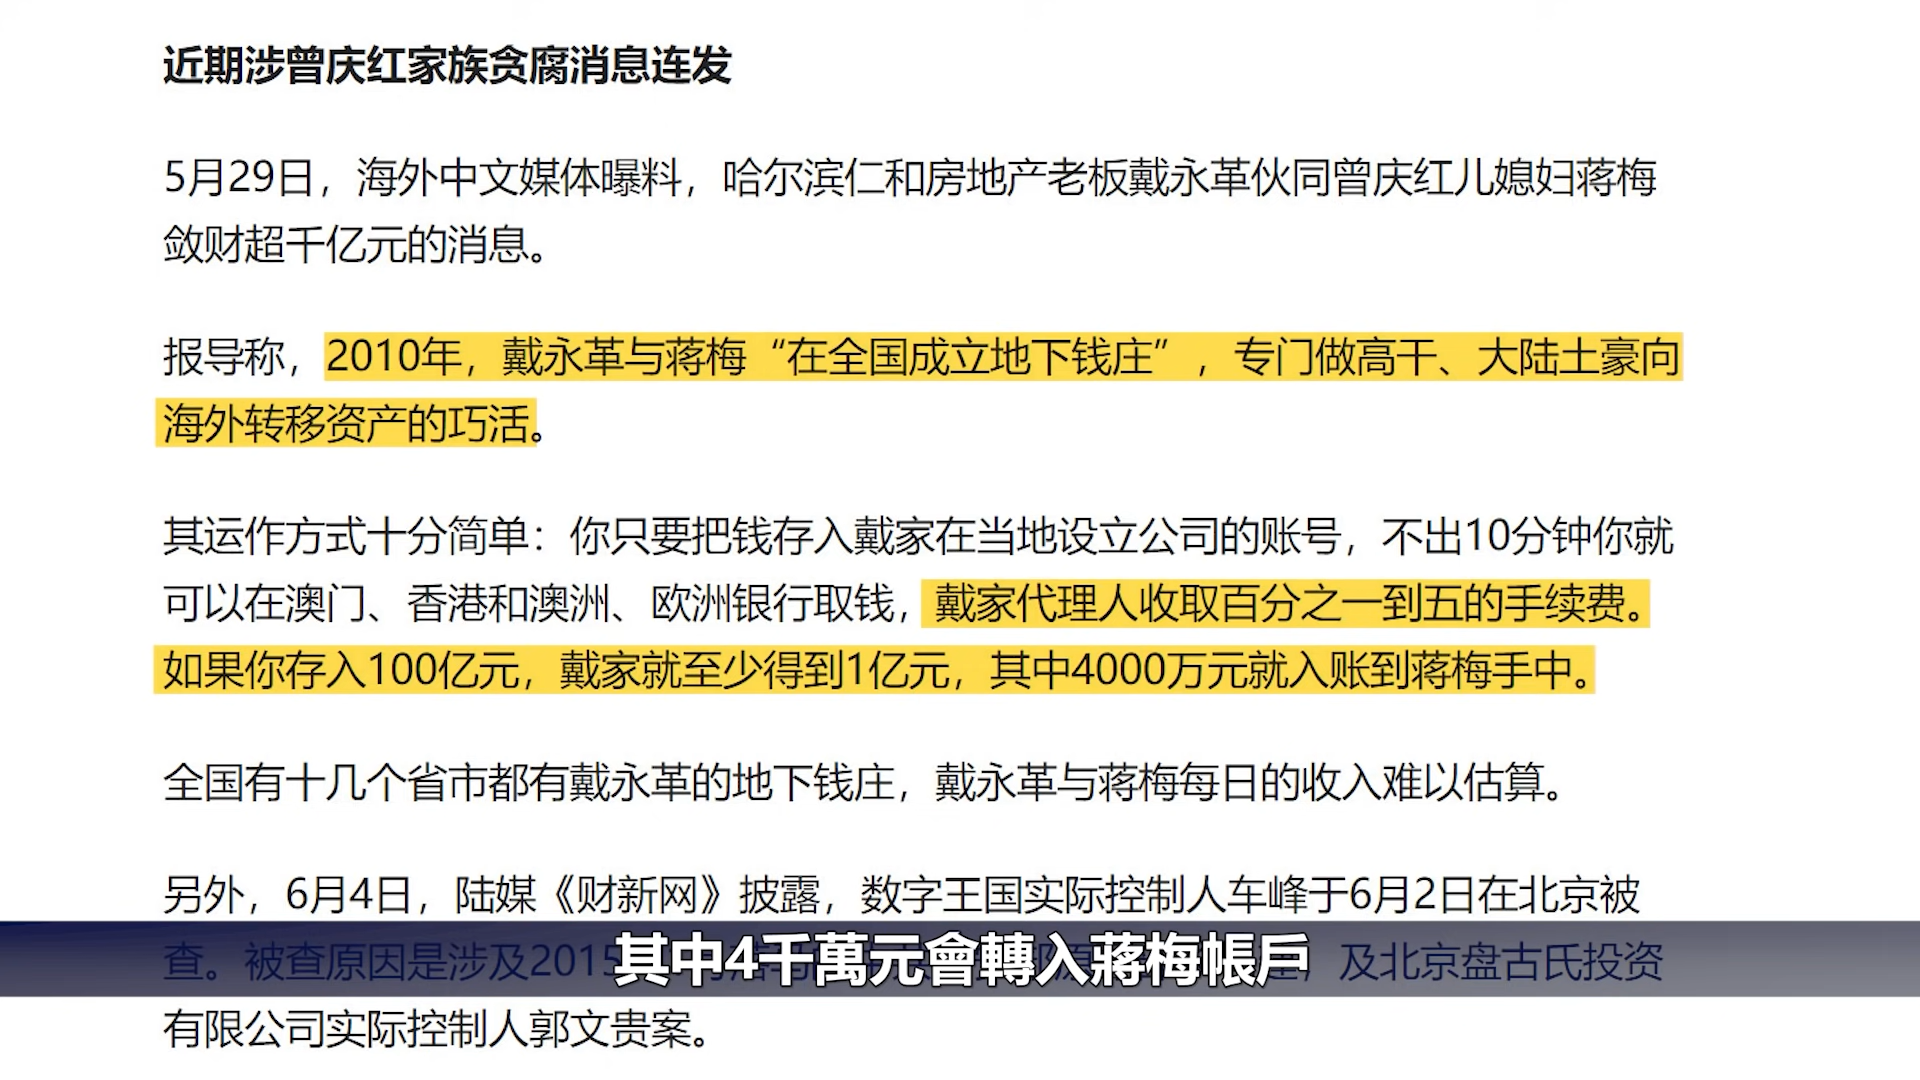 近期涉曾庆红家族贪腐消息连发
5月29日，海外中文媒体曝料，哈尔滨仁和房地产老板戴永革伙同曾庆红儿媳妇蒋梅
敛财超千亿元的消息。
报导称，2010年，戴永革与蒋梅“在全国成立地下钱庄”，专门做高干、大陆土豪向
海外转移资产的巧活。
其运作方式十分简单：你只要把钱存入戴家在当地设立公司的账号，不出10分钟你就
可以在澳门、香港和澳洲、欧洲银行取钱，戴家代理人收取百分之一到五的手续费。
如果你存入100亿元，戴家就至少得到1亿元，其中4000万元就入账到蒋梅手中。
全国有十几个省市都有戴永革的地下钱庄，戴永革与蒋梅每日的收入难以估算。
另外，6月4日，陆媒《财新网》披露，数字王国实际控制人车峰于6月2日在北京被
查。被查原因是涉及2015 及北京盘古氏投资
其中4千萬元會轉入蔣梅帳戶
有限公司实际控制人郭文贵案。